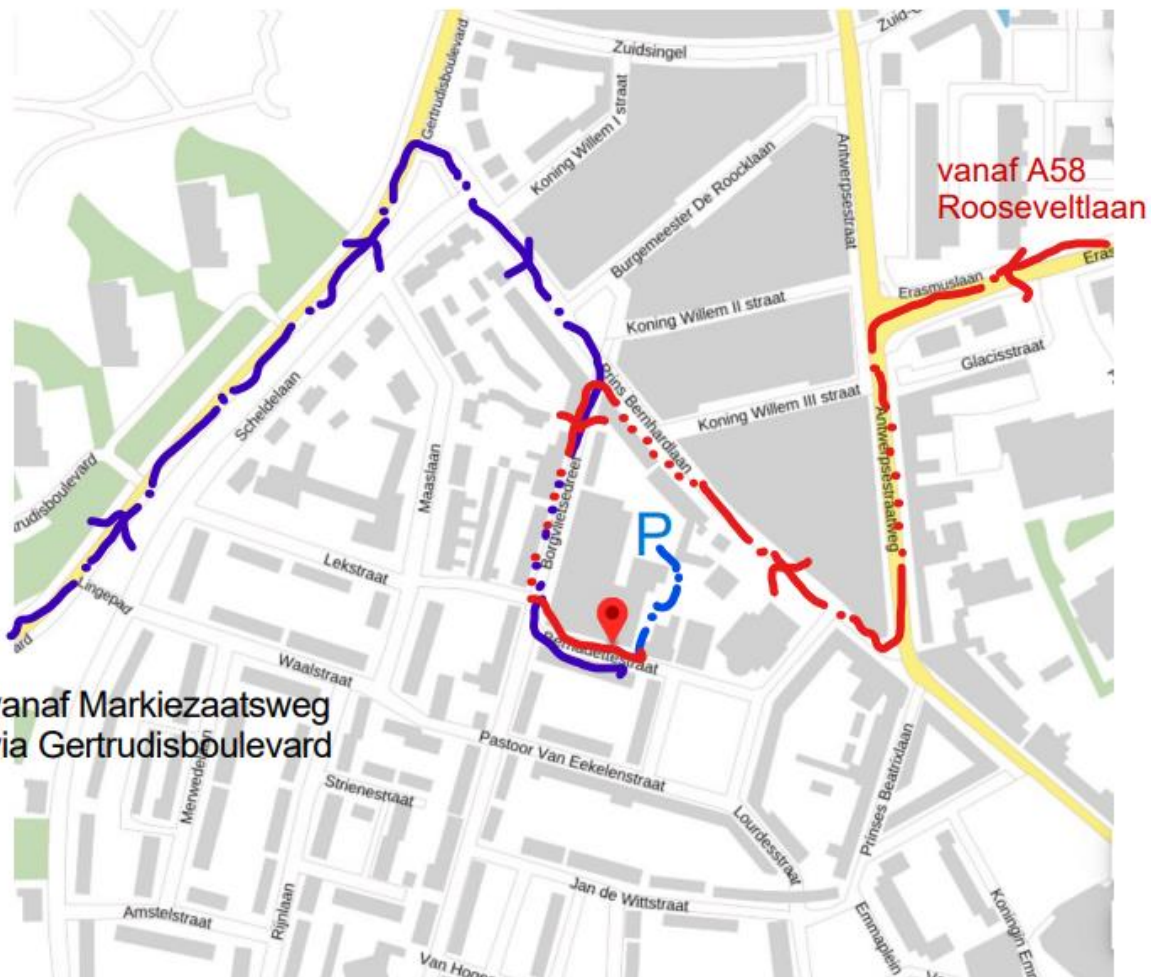 Zuidsingel
Gertrudisboulevard
Koning Willem I straat
Antwerpsestraat
Burgemeester De Roocklaan
vanaf A58
Rooseveltlaan
Erasmuslaan
Koning Willem II straat
Glacisstraat
Prins Bernhardlaan
Koning Willem III straat
Scheldelaan
Antwerpsestraatweg
Maaslaan
Borgvlietsedreef
P
Lekstraat
Lingepad
Bernadettestraat
Waalstraat
vanaf Markiezaatsweg
via Gertrudisboulevard
Pastoor Van Eekelenstraat
Strienestraat
Prinses Beatrixlaan
Lourdesstraat
Jan de Wittstraat
Amstelstraat
Rijnlaan
Emmaplein